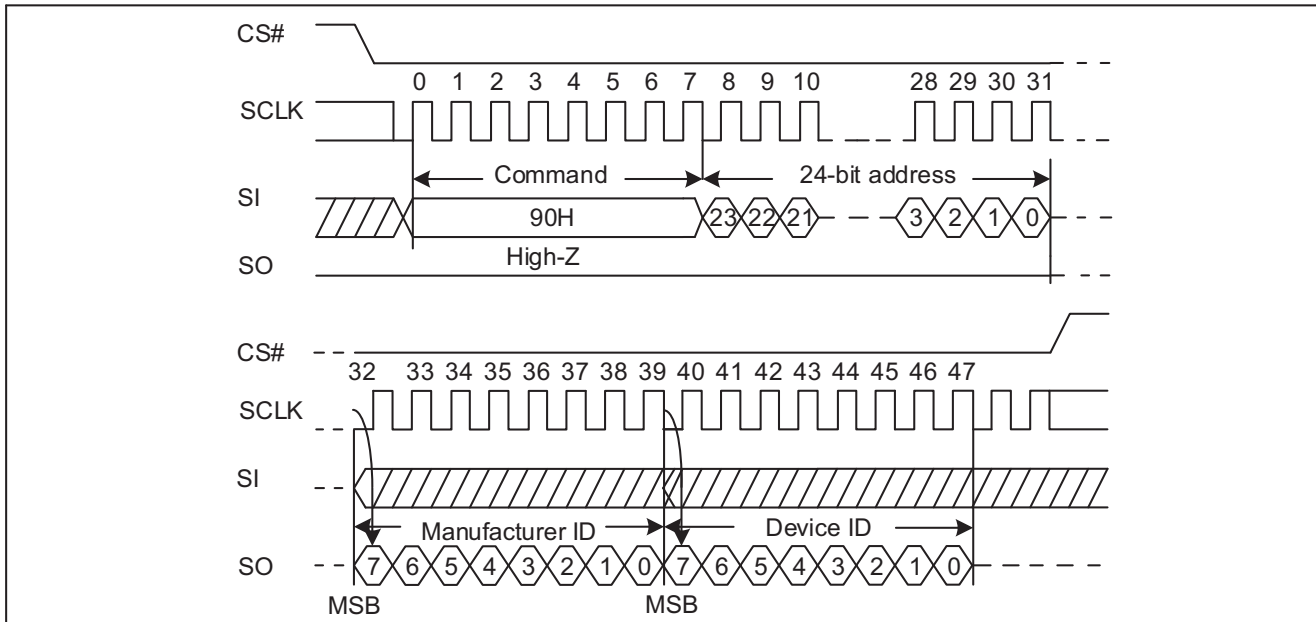 CS#
0 1 2 3 4 5 6 7 8 9 10 28 29 30 31
SCLK
Command 24-bit address
SI
90H 23 22 21 3 2 1 0
High-Z
SO
CS#
32 33 34 35 36 37 38 39 40 41 42 43 44 45 46 47
SCLK
SI
Manufacturer ID Device ID
SO 7 6 5 4 3 2 1 0 7 6 5 4 3 2 1 0
MSB MSB